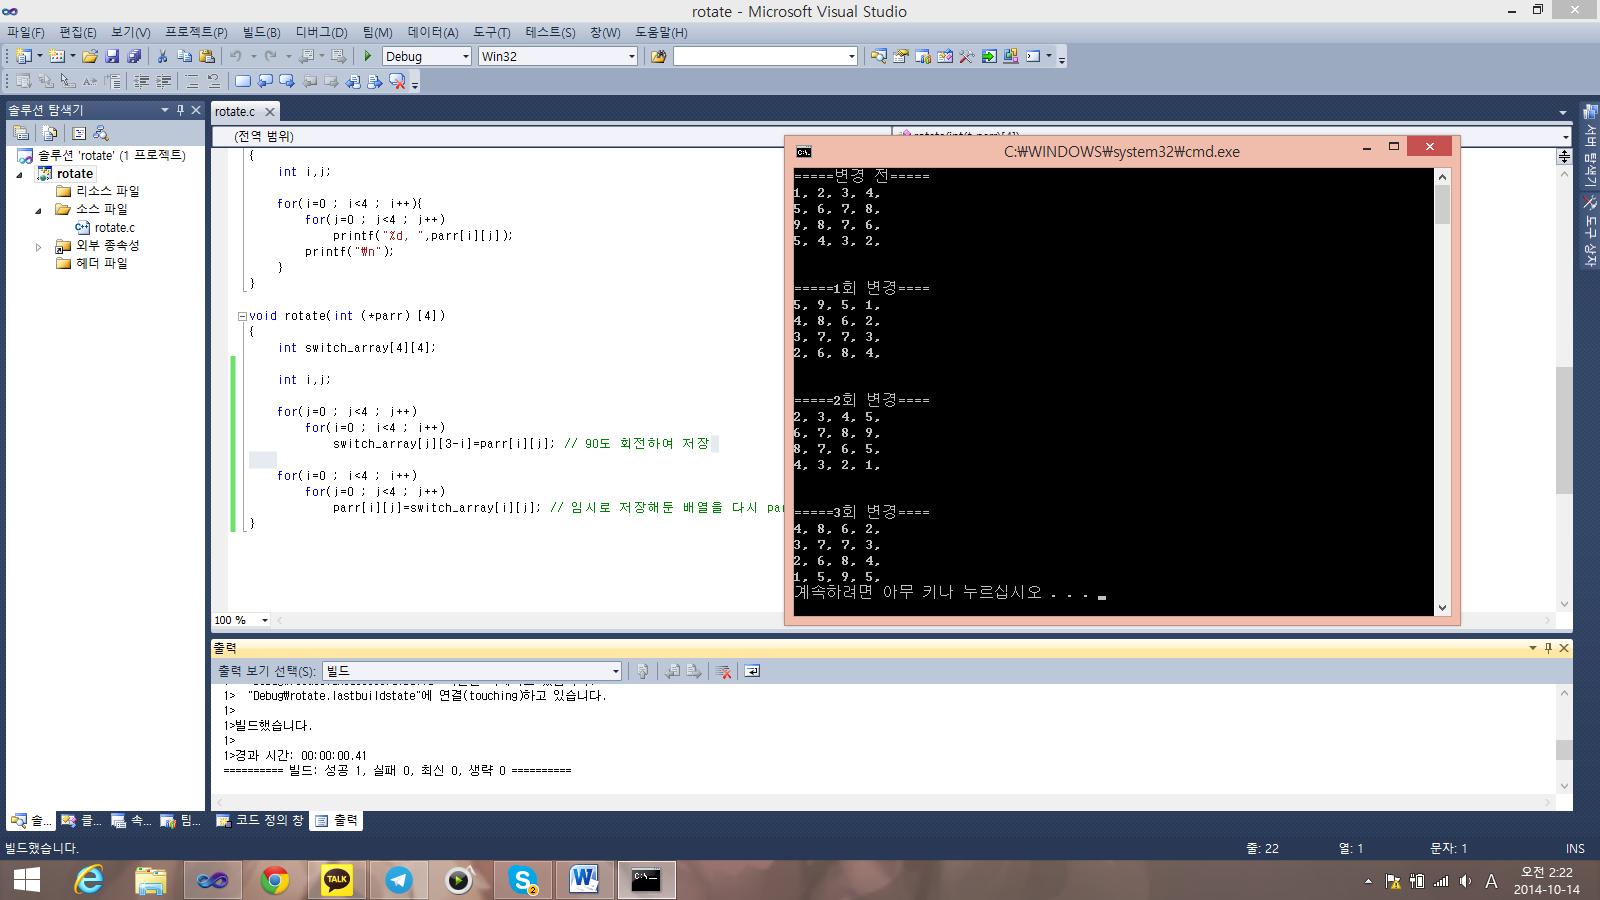 rotate - Microsoft Visual Studio
파일(F) 편집(E) 보기(V) 프로젝트(P) 빌드(B) 디버그(D) 팀(M) 데이터(A) 도구(T) 테스트(S) 창(W) 도움말(H)
Debug Win32
솔루션 탐색기
솔루션 'rotate' (1 프로젝트)
rotate
리소스 파일
소스 파일
rotate.c
외부 종속성
헤더 파일
rotate.c
(전역 범위)
{
int i,j;
for(i=0 ; i<4 ; i++){
for(j=0 ; j<4 ; j++)
printf("%d, ",parr[i][j]);
printf("₩n");
}
}
void rotate(int (*parr) [4])
{
int switch_array[4][4];
int i,j;
for(j=0 ; j<4 ; j++)
for(i=0 ; i<4 ; i++)
switch_array[j][3-i]=parr[i][j]; // 90도 회전하여 저장
for(i=0 ; i<4 ; i++)
for(j=0 ; j<4 ; j++)
parr[i][j]=switch_array[i][j]; // 임시로 저장해둔 배열을 다시
}
100 %
C:₩WINDOWS₩system32₩cmd.exe
=====변경 전=====
1, 2, 3, 4,
5, 6, 7, 8,
9, 8, 7, 6,
5, 4, 3, 2,
=====1회 변경====
5, 9, 5, 1,
4, 8, 6, 2,
3, 7, 7, 3,
2, 6, 8, 4,
=====2회 변경====
2, 3, 4, 5,
6, 7, 8, 9,
8, 7, 6, 5,
4, 3, 2, 1,
=====3회 변경====
4, 8, 6, 2,
3, 7, 7, 3,
2, 6, 8, 4,
1, 5, 9, 5,
계속하려면 아무 키나 누르십시오 . . .
서버 탐색기
도구 상자
출력
출력 보기 선택(S): 빌드
1> "Debug₩rotate.lastbuildstate"에 연결(touching)하고 있습니다.
1>
1>빌드했습니다.
1>
1>경과 시간: 00:00:00.41
========== 빌드: 성공 1, 실패 0, 최신 0, 생략 0 ==========
솔... 클... 속... 팀... 코드 정의 창 출력
빌드했습니다. 줄: 22 열: 1 문자: 1 INS
TALK
2
A
오전 2:22
2014-10-14